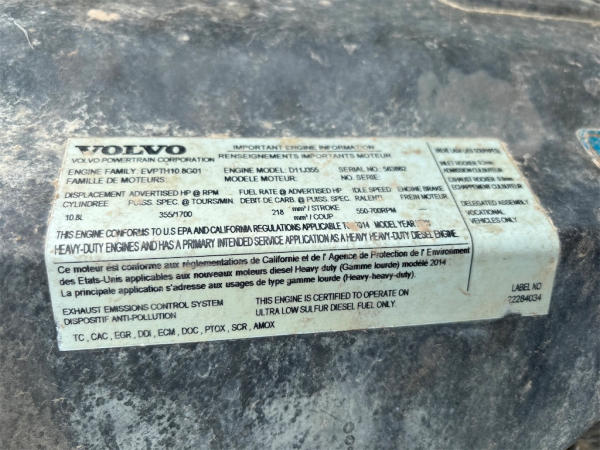 VOLVO
VOLVO POWERTRAIN CORPORATION
IMPORTANT ENGINE INFORMATION
RENSEIGNEMENTS IMPORTANTS MOTEUR
ENGINE FAMILY: EVPTH10.8G01 ENGINE MODEL: D11J355 SERIAL NO:
FAMILLE DE MOTEURS: MODELE MOTEUR: NO. SERIE:
DISPLACEMENT ADVERTISED HP @ RPM FUEL RATE @ ADVERTISED HP IDLE SPEED ENGINE BRAKE
CYLINDREE PUISS. SPEC. @ TOURS/MIN DEBIT DE CARB. @ PUISS. SPEC. RALENTI FREIN MOTEUR
10.8L 355/1700 218 mm³ / STROKE 550-700RPM
mm³ / COUP
THIS ENGINE CONFORMS TO U.S EPA AND CALIFORNIA REGULATIONS APPLICABLE 2014 MODEL YEAR
HEAVY-DUTY ENGINES AND HAS A PRIMARY INTENDED SERVICE APPLICATION AS A HEAVY HEAVY-DUTY DIESEL ENGINE.
Ce moteur est conforme aux réglementations de Californie et de l' Agence de Protection de l' Environment
des Etats-Unis applicables aux nouveaux moteurs diesel Heavy duty (Gamme lourde) modéle 2014
La principale application s'adresse aux usages de type gamme lourde (Heavy-heavy-duty).
EXHAUST EMISSIONS CONTROL SYSTEM
DISPOSITIF ANTI-POLLUTION
THIS ENGINE IS CERTIFIED TO OPERATE ON
ULTRA LOW SULFUR DIESEL FUEL ONLY.
TC, CAC, EGR, DDI, ECM, DOC, PTOX, SCR, AMOX
DELEGATED ASSEMBLY
VOCATIONAL
VEHICLES ONLY
LABEL NO
22284034